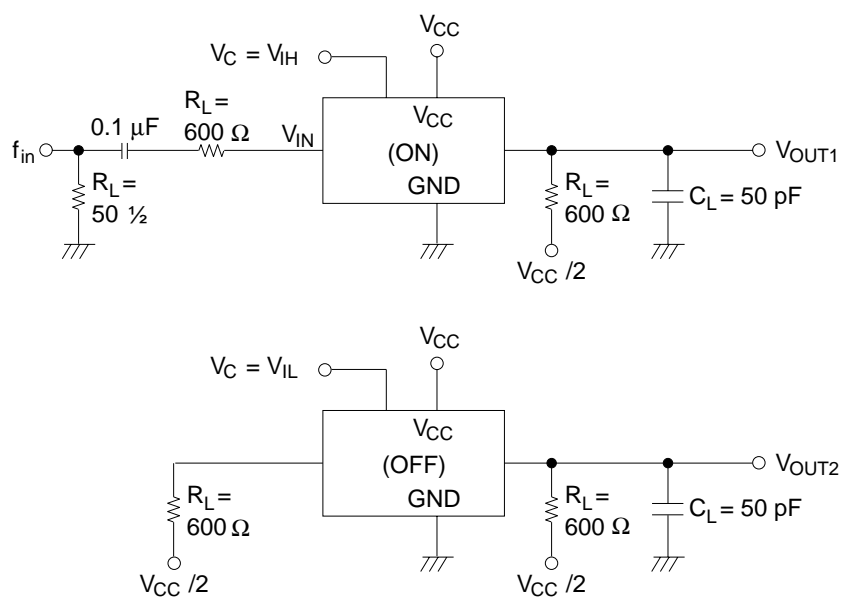 V_CC
V_C = V_IH
R_L =
600 Ω
0.1 μF
V_IN
V_CC
f_in
(ON)
V_OUT1
GND
R_L =
50 ½
R_L =
600 Ω
C_L = 50 pF
V_CC /2
V_CC
V_C = V_IL
V_CC
(OFF)
V_OUT2
GND
R_L =
600 Ω
R_L =
600 Ω
C_L = 50 pF
V_CC /2
V_CC /2